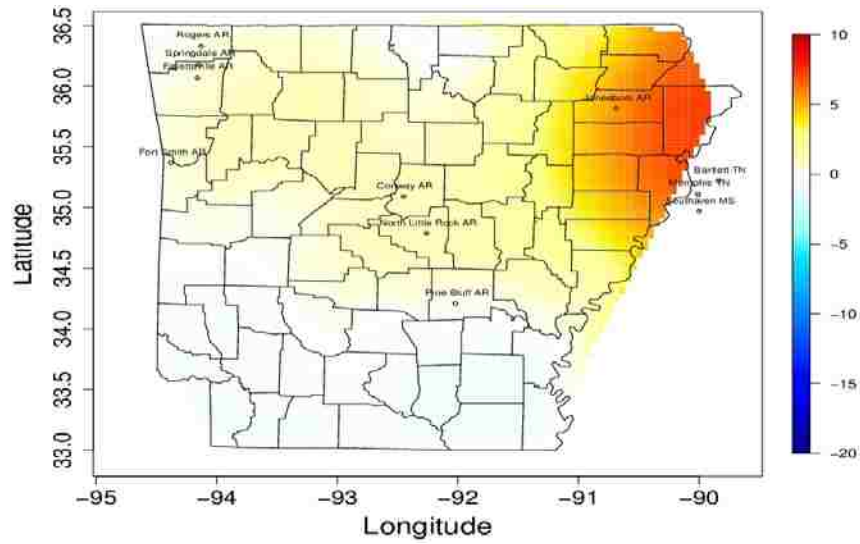 36.5
36.0
35.5
35.0
34.5
34.0
33.5
33.0
Latitude
Rogers AR
Springdale AR
Fayetteville AR
Jonesboro AR
Fort Smith AR
Bartlett TN
Memphis TN
Conway AR
Southaven MS
North Little Rock AR
Pine Bluff AR
−95
−94
−93
−92
−91
−90
Longitude
10
5
0
−5
−10
−15
−20